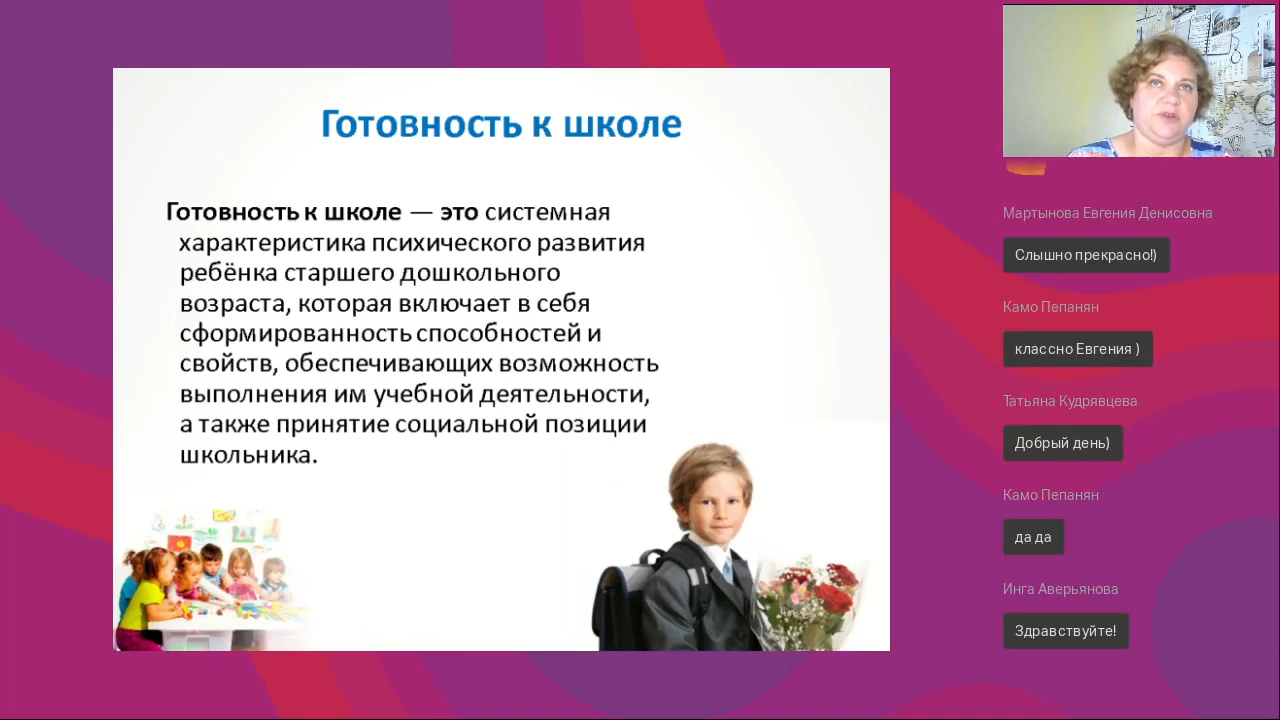 Готовность к школе
Готовность к школе — это системная
характеристика психического развития
ребёнка старшего дошкольного
возраста, которая включает в себя
сформированность способностей и
свойств, обеспечивающих возможность
выполнения им учебной деятельности,
а также принятие социальной позиции
школьника.
Мартынова Евгения Денисовна
Слышно прекрасно!)
Камо Пепанян
классно Евгения )
Татьяна Кудрявцева
Добрый день)
Камо Пепанян
да да
Инга Аверьянова
Здравствуйте!